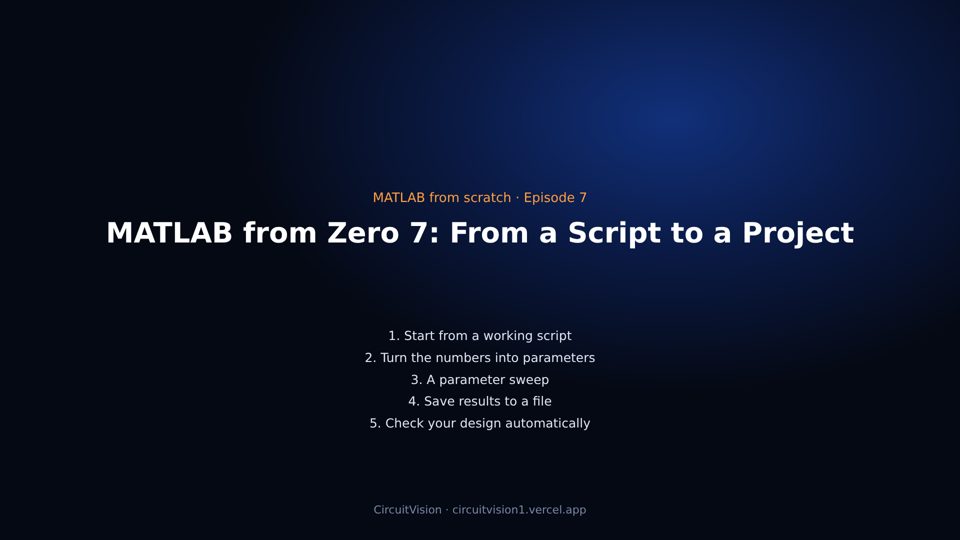 MATLAB from scratch · Episode 7
MATLAB from Zero 7: From a Script to a Project
1. Start from a working script
2. Turn the numbers into parameters
3. A parameter sweep
4. Save results to a file
5. Check your design automatically
CircuitVision · circuitvision1.vercel.app